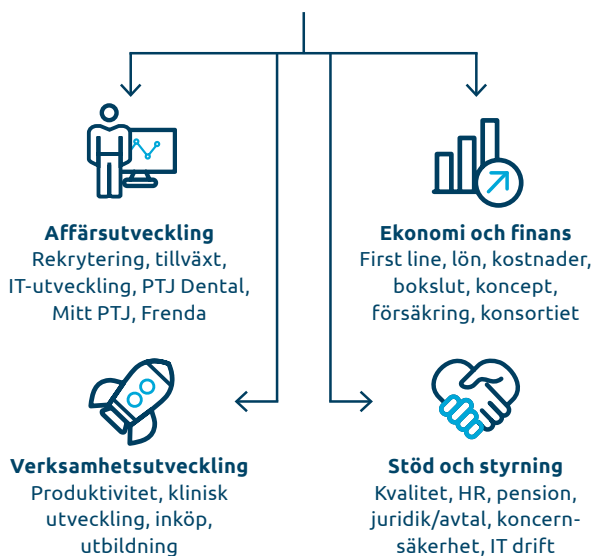 Affärsutveckling
Rekrytering, tillväxt,
IT-utveckling, PTJ Dental,
Mitt PTJ, Frenda
Ekonomi och finans
First line, lön, kostnader,
bokslut, koncept,
försäkring, konsortiet
Verksamhetsutveckling
Produktivitet, klinisk
utveckling, inköp,
utbildning
Stöd och styrning
Kvalitet, HR, pension,
juridik/avtal, koncern-
säkerhet, IT drift